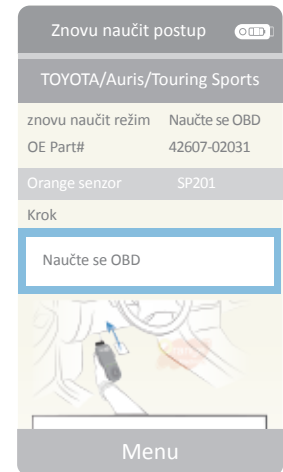 Znovu naučit postup
TOYOTA/Auris/Touring Sports
znovu naučit režim Naučte se OBD
OE Part# 42607-02031
Orange senzor SP201
Krok
Naučte se OBD
Menu